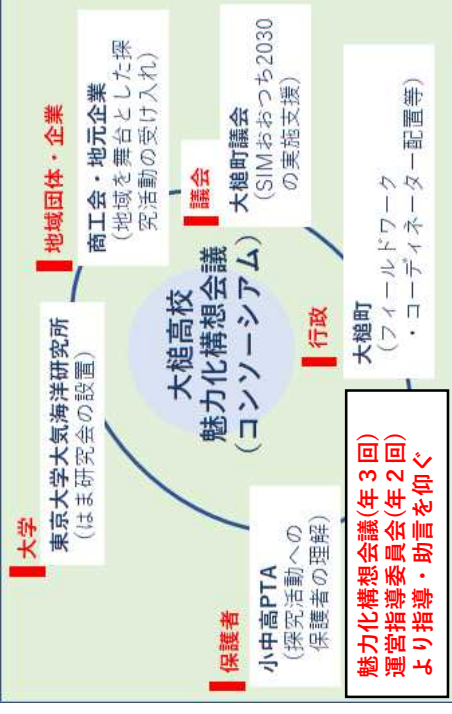 大学
東京大学大気海洋研究所
(はま研究会の設置)
地域団体・企業
商工会・地元企業
(地域を舞台とした探
究活動の受け入れ)
大槌高校
魅力化構想会議
(コンソーシアム)
議会
大槌町議会
(SIMおおつち2030
の実施支援)
保護者
小中高PTA
(探究活動への
保護者の理解)
行政
大槌町
(フィールドワーク
・コーディネーター配置等)
魅力化構想会議(年3回)
運営指導委員会(年2回)
より指導・助言を仰ぐ